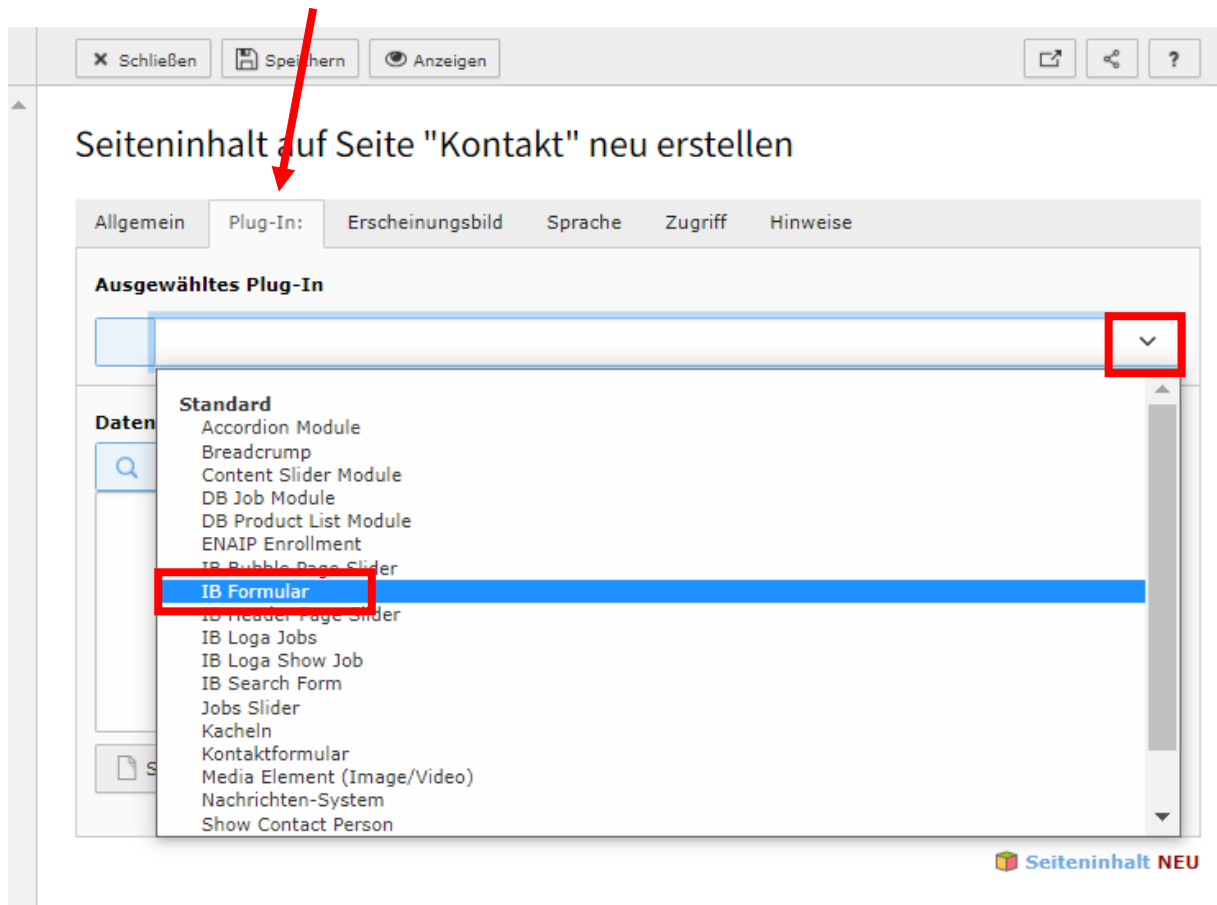 Schließen Speichern Anzeigen ?
Seiteninhalt auf Seite "Kontakt" neu erstellen
Allgemein Plug-In: Erscheinungsbild Sprache Zugriff Hinweise
Ausgewähltes Plug-In
Standard
Daten
Accordion Module
Breadcrump
Content Slider Module
DB Job Module
DB Product List Module
ENAIP Enrollment
IB Bubble Page Slider
IB Formular
IB Header Page Slider
IB Loga Jobs
IB Loga Show Job
IB Search Form
Jobs Slider
Kacheln
Kontaktformular
S
Media Element (Image/Video)
Nachrichten-System
Show Contact Person
Seiteninhalt NEU